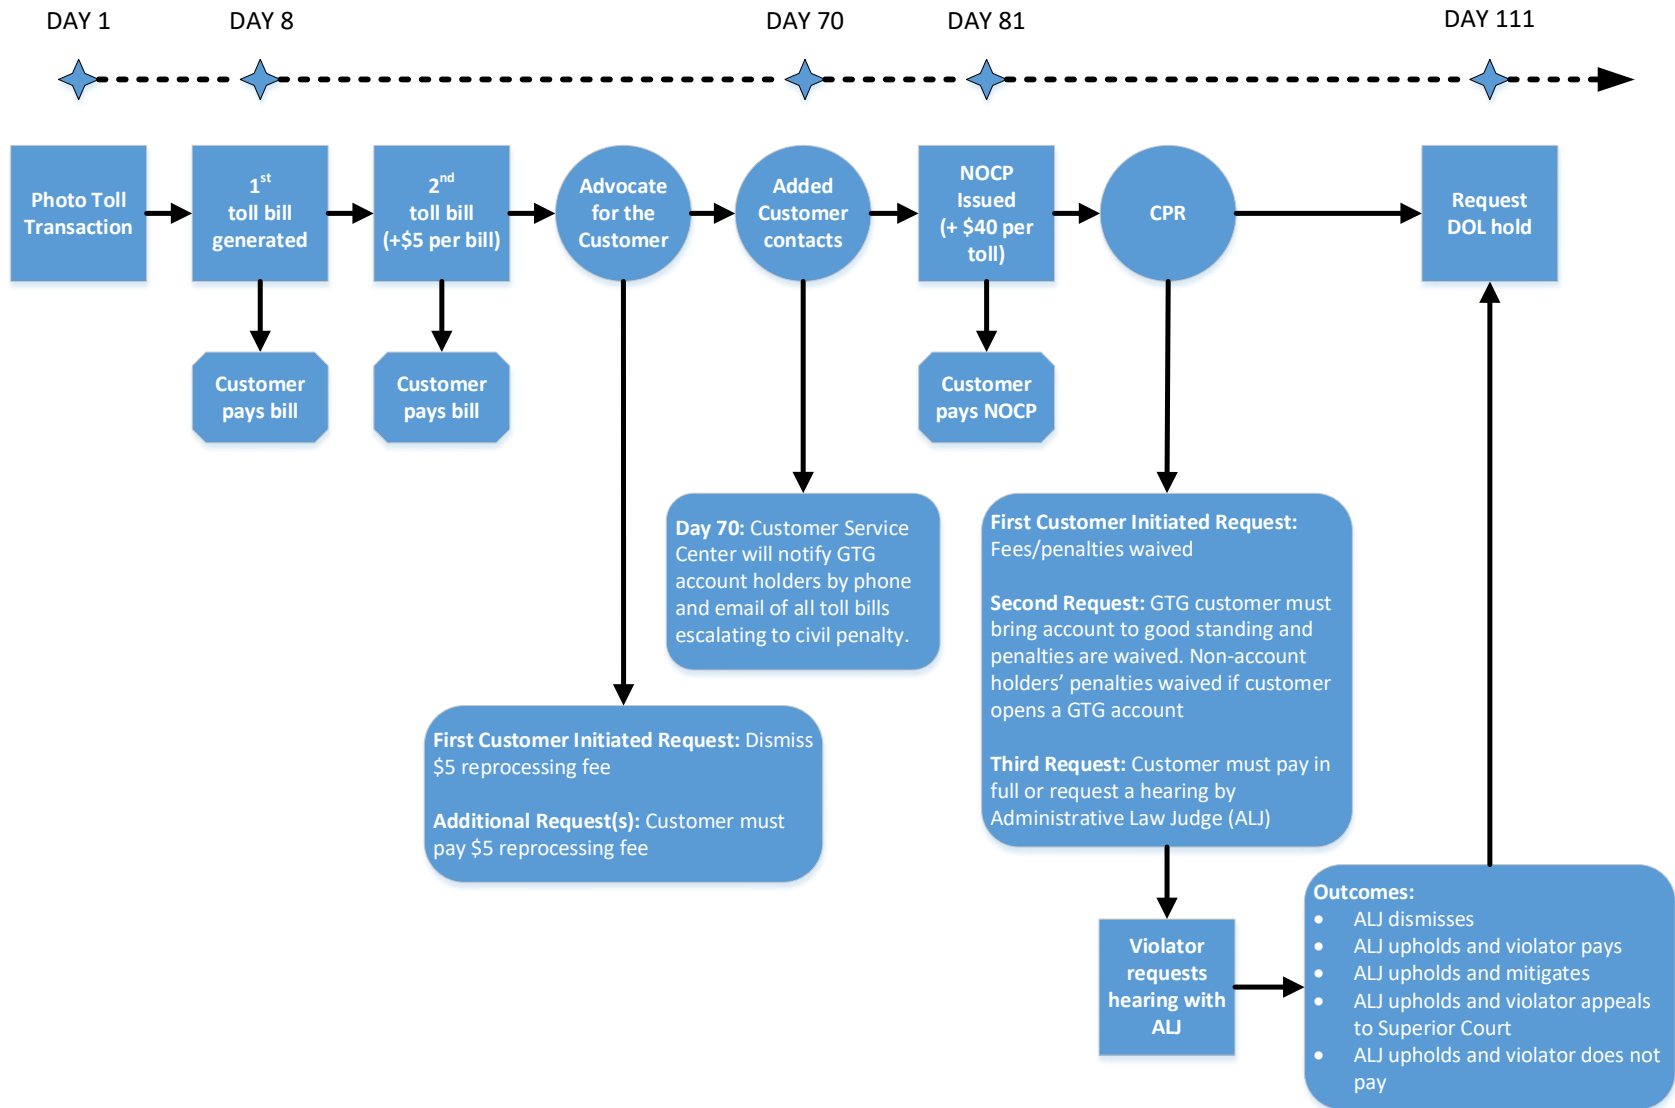 DAY 1
DAY 8
DAY 70
DAY 81
DAY 111
Photo Toll
Transaction
1st
toll bill
generated
2nd
toll bill
(+$5 per bill)
Advocate
for the
Customer
Added
Customer
contacts
NOCP
Issued
(+ $40 per
toll)
CPR
Request
DOL hold
Customer
pays bill
Customer
pays bill
Customer
pays NOCP
Day 70: Customer Service
Center will notify GTG
account holders by phone
and email of all toll bills
escalating to civil penalty.
First Customer Initiated Request:
Fees/penalties waived
Second Request: GTG customer must
bring account to good standing and
penalties are waived. Non-account
holders’ penalties waived if customer
opens a GTG account
Third Request: Customer must pay in
full or request a hearing by
Administrative Law Judge (ALJ)
First Customer Initiated Request: Dismiss
$5 reprocessing fee
Additional Request(s): Customer must
pay $5 reprocessing fee
Violator
requests
hearing with
ALJ
Outcomes:
• ALJ dismisses
• ALJ upholds and violator pays
• ALJ upholds and mitigates
• ALJ upholds and violator appeals
to Superior Court
• ALJ upholds and violator does not
pay